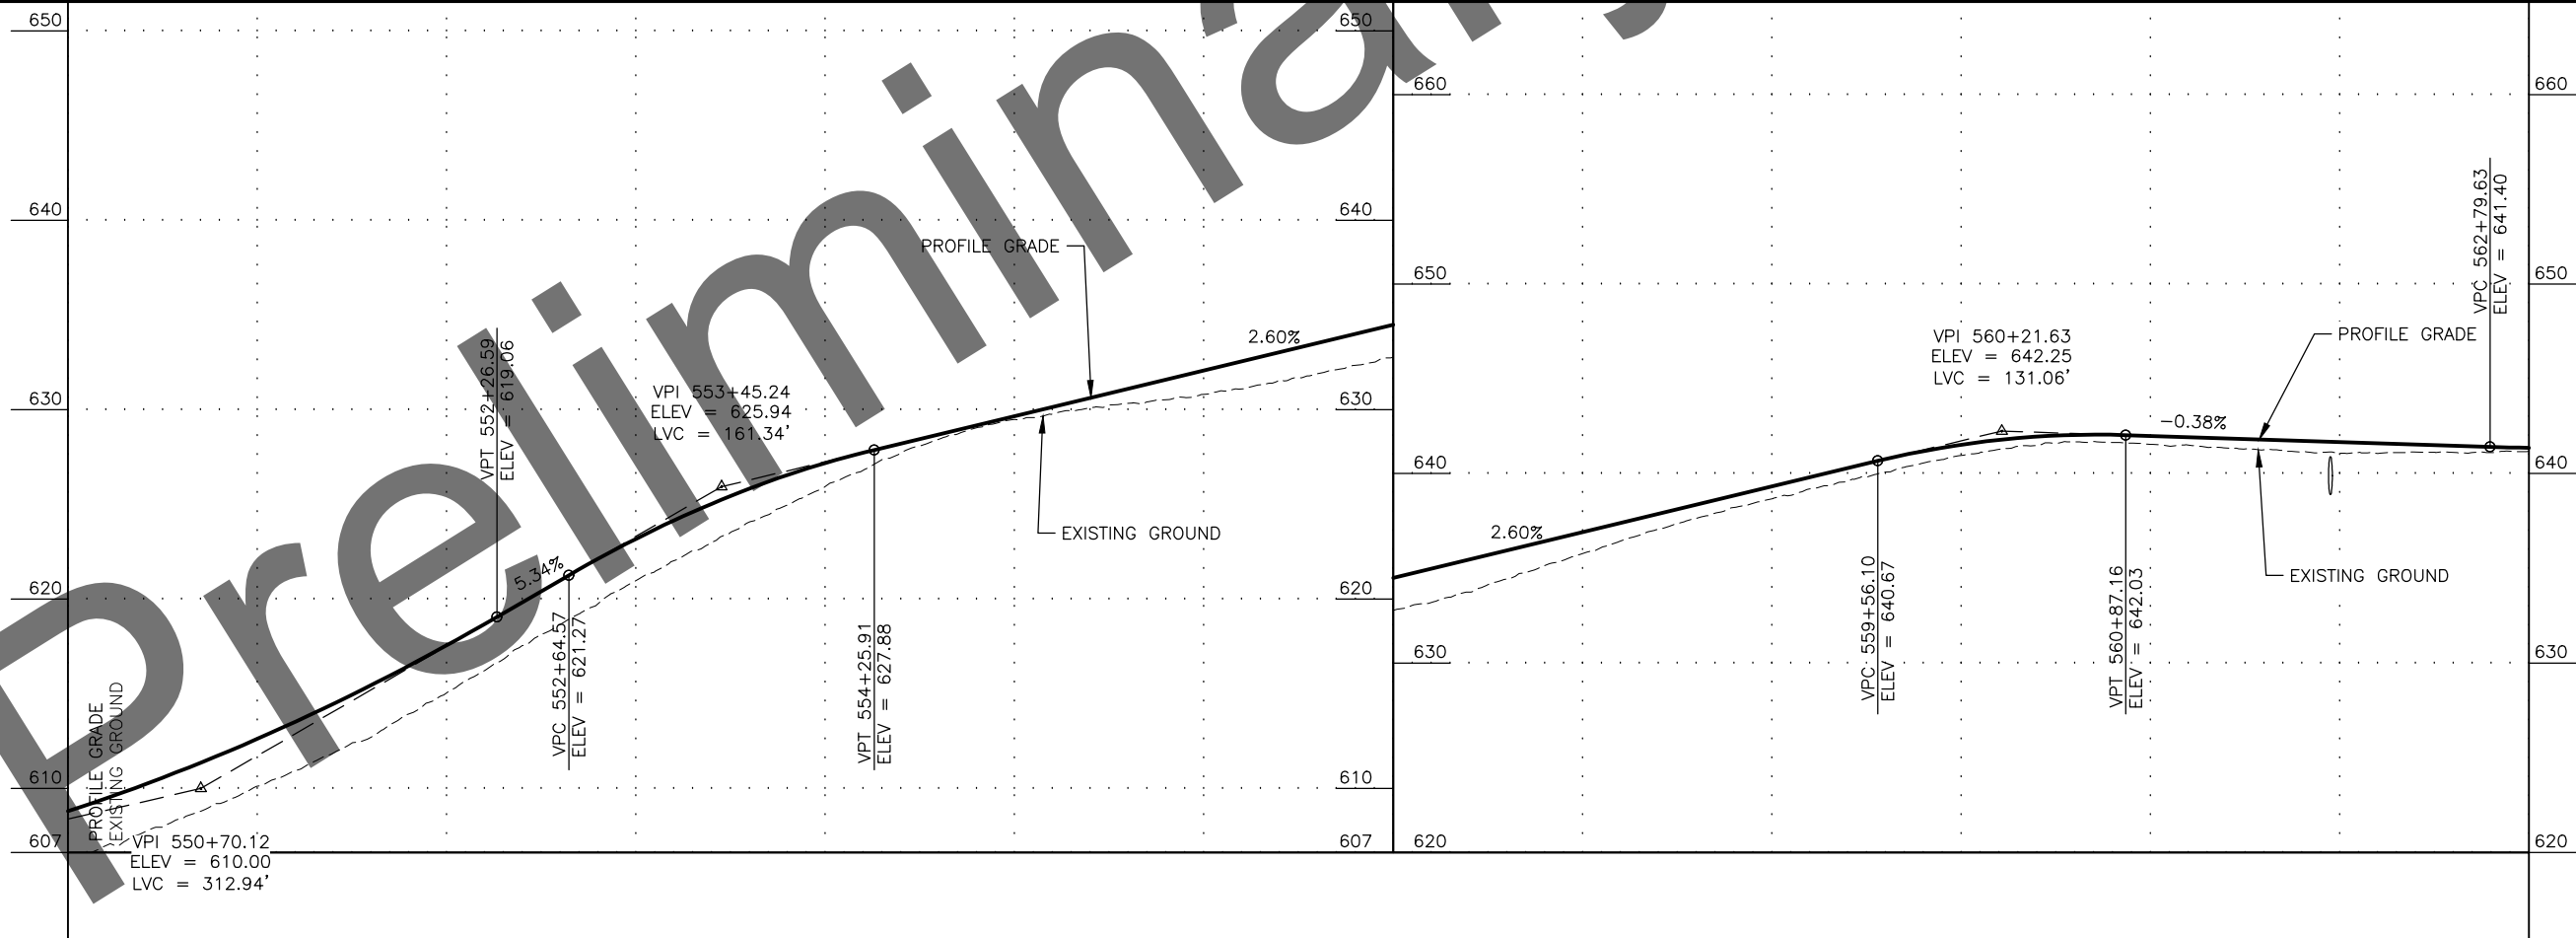 Preliminary
650
640
630
620
610
607
VPT 552+26.59
ELEV = 619.06
VPI 553+45.24
ELEV = 625.94
LVC = 161.34'
PROFILE GRADE
2.60%
5.34%
EXISTING GROUND
VPC 552+64.57
ELEV = 621.27
VPT 554+25.91
ELEV = 627.88
PROFILE GRADE
EXISTING GROUND
VPI 550+70.12
ELEV = 610.00
LVC = 312.94'
650
640
630
620
610
607
660
650
640
630
620
VPC 562+79.63
ELEV = 641.40
VPI 560+21.63
ELEV = 642.25
LVC = 131.06'
PROFILE GRADE
-0.38%
2.60%
EXISTING GROUND
VPC 559+56.10
ELEV = 640.67
VPT 560+87.16
ELEV = 642.03
660
650
640
630
620